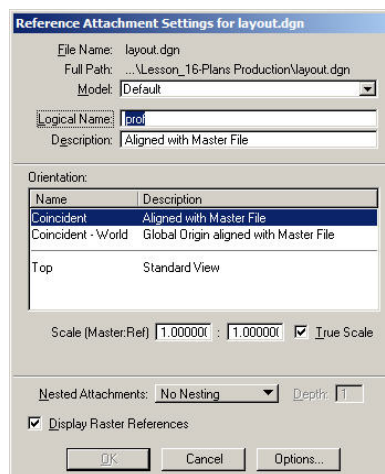 Reference Attachment Settings for layout.dgn
File Name: layout.dgn
Full Path: ...\Lesson_16-Plans Production\layout.dgn
Model: Default
Logical Name: prof
Description: Aligned with Master File
Orientation:
Name Description
Coincident Aligned with Master File
Coincident - World Global Origin aligned with Master File
Top Standard View
Scale (Master:Ref) 1.00000( : 1.00000( True Scale
Nested Attachments: No Nesting Depth: 1
Display Raster References
OK Cancel Options...